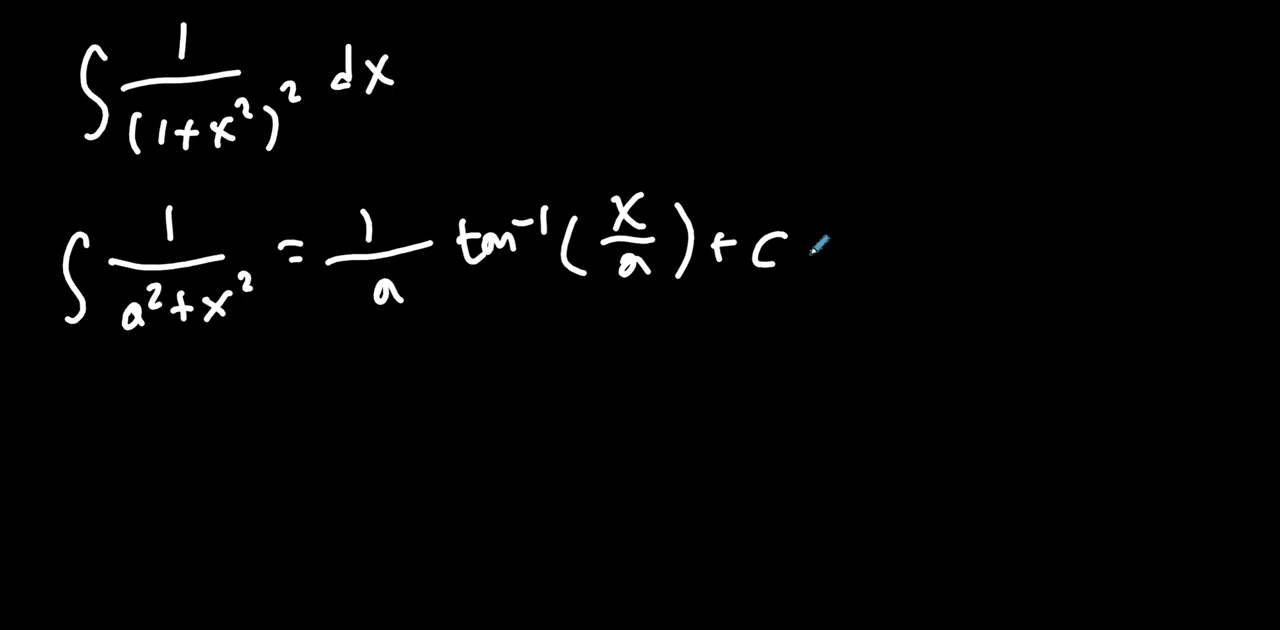 ∫ 1/(1+x²)² dx
∫ 1/(a²+x²) = 1/a tan⁻¹(x/a) + c